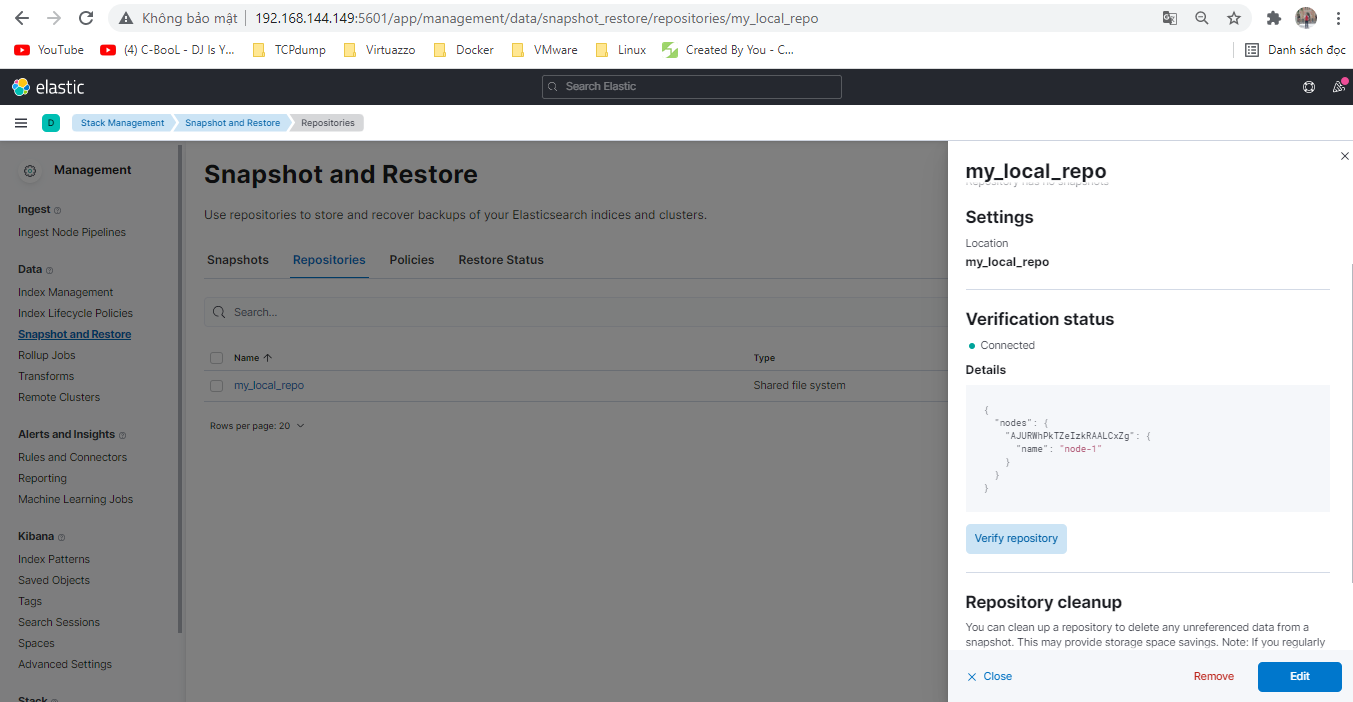 Không bảo mật | 192.168.144.149:5601/app/management/data/snapshot_restore/repositories/my_local_repo
YouTube (4) C-BooL - DJ Is Y... TCPdump Virtuazzo Docker VMware Linux Created By You - C... Danh sách đọc
elastic
Search Elastic
D
Stack Management
Snapshot and Restore
Repositories
Management
Ingest
Ingest Node Pipelines
Data
Index Management
Index Lifecycle Policies
Snapshot and Restore
Rollup Jobs
Transforms
Remote Clusters
Alerts and Insights
Rules and Connectors
Reporting
Machine Learning Jobs
Kibana
Index Patterns
Saved Objects
Tags
Search Sessions
Spaces
Advanced Settings
Stack
Snapshot and Restore
Use repositories to store and recover backups of your Elasticsearch indices and clusters.
Snapshots Repositories Policies Restore Status
Search...
Name Type
my_local_repo Shared file system
Rows per page: 20
my_local_repo
Repository has no snapshots
Settings
Location
my_local_repo
Verification status
Connected
Details
{
"nodes": {
"AJURWhPkTZeIzkRAALCxZg": {
"name": "node-1"
}
}
}
Verify repository
Repository cleanup
You can clean up a repository to delete any unreferenced data from a
snapshot. This may provide storage space savings. Note: If you regularly
Close
Remove
Edit